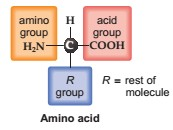 amino group
H
acid group
H₂N
C
COOH
R group
R = rest of molecule
Amino acid